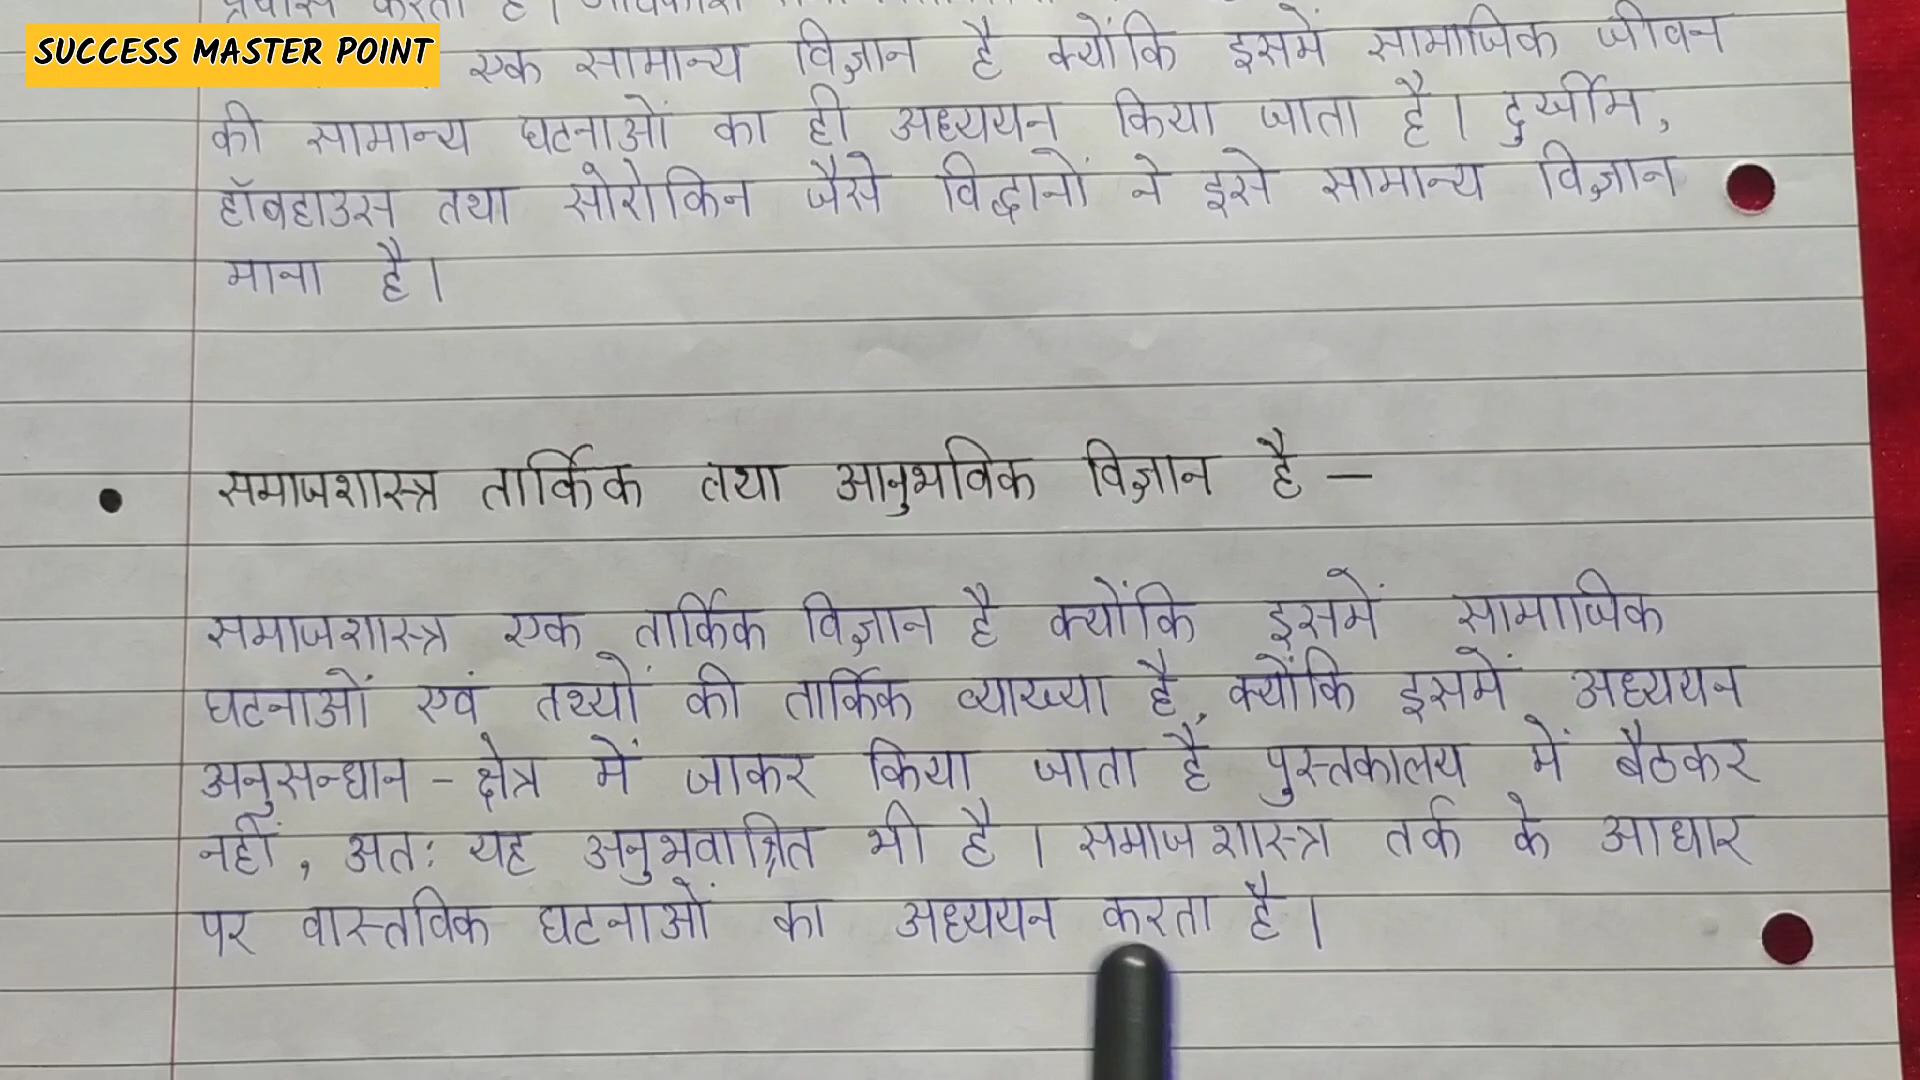 SUCCESS MASTER POINT
एक सामान्य विज्ञान है क्योंकि इसमें सामाजिक जीवन
की सामान्य घटनाओं का ही अध्ययन किया जाता है। दुर्खीम,
हॉबहाउस तथा सोरोकिन जैसे विद्वानों ने इसे सामान्य विज्ञान
माना है।
• समाजशास्त्र तार्किक तथा आनुभविक विज्ञान है –
समाजशास्त्र एक तार्किक विज्ञान है क्योंकि इसमें सामाजिक
घटनाओं एवं तथ्यों की तार्किक व्याख्या है, क्योंकि इसमें अध्ययन
अनुसन्धान - क्षेत्र में जाकर किया जाता है पुस्तकालय में बैठकर
नहीं, अतः यह अनुभवाश्रित भी है। समाजशास्त्र तर्क के आधार
पर वास्तविक घटनाओं का अध्ययन करता है।